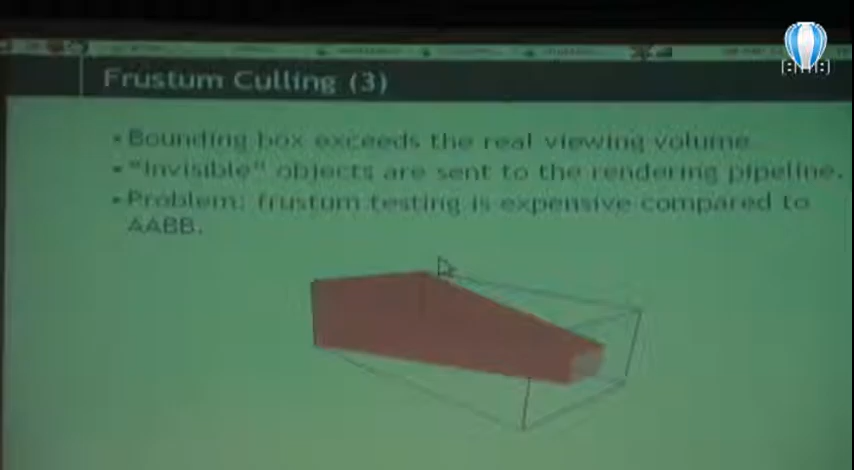 Frustum Culling (3)
Bounding box exceeds the real viewing volume.
"Invisible" objects are sent to the rendering pipeline.
Problem: frustum testing is expensive compared to
AABB.